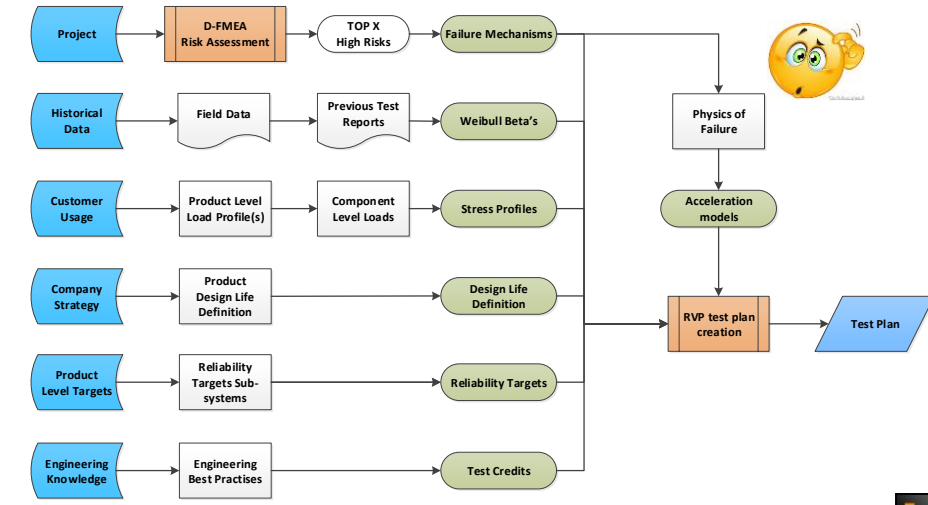 Project
D-FMEA
Risk Assessment
TOP X
High Risks
Failure Mechanisms
Historical
Data
Field Data
Previous Test
Reports
Weibull Beta's
Physics of
Failure
Customer
Usage
Product Level
Load Profile(s)
Component
Level Loads
Stress Profiles
Acceleration
models
Company
Strategy
Product
Design Life
Definition
Design Life
Definition
RVP test plan
creation
Test Plan
Product
Level Targets
Reliability
Targets Sub-
systems
Reliability Targets
Engineering
Knowledge
Engineering
Best Practises
Test Credits